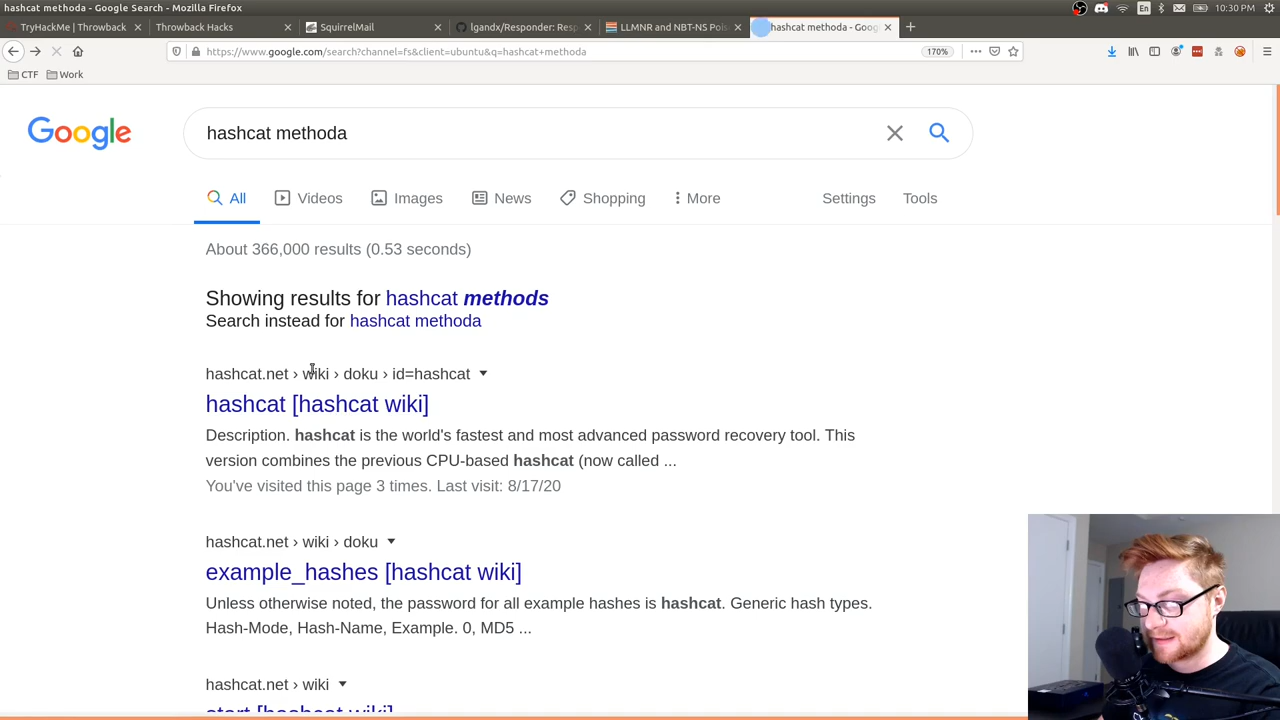 hashcat methoda - Google Search - Mozilla Firefox
10:30 PM
En
TryHackMe | Throwback
Throwback Hacks
SquirrelMail
lgandx/Responder: Resp
LLMNR and NBT-NS Pois
hashcat methoda - Goog
https://www.google.com/search?channel=fs&client=ubuntu&q=hashcat+methoda
170%
CTF
Work
Google
hashcat methoda
All
Videos
Images
News
Shopping
More
Settings
Tools
About 366,000 results (0.53 seconds)
Showing results for hashcat methods
Search instead for hashcat methoda
hashcat.net › wiki › doku › id=hashcat
hashcat [hashcat wiki]
Description. hashcat is the world's fastest and most advanced password recovery tool. This
version combines the previous CPU-based hashcat (now called ...
You've visited this page 3 times. Last visit: 8/17/20
hashcat.net › wiki › doku
example_hashes [hashcat wiki]
Unless otherwise noted, the password for all example hashes is hashcat. Generic hash types.
Hash-Mode, Hash-Name, Example. 0, MD5 ...
hashcat.net › wiki
start [hashcat wiki]